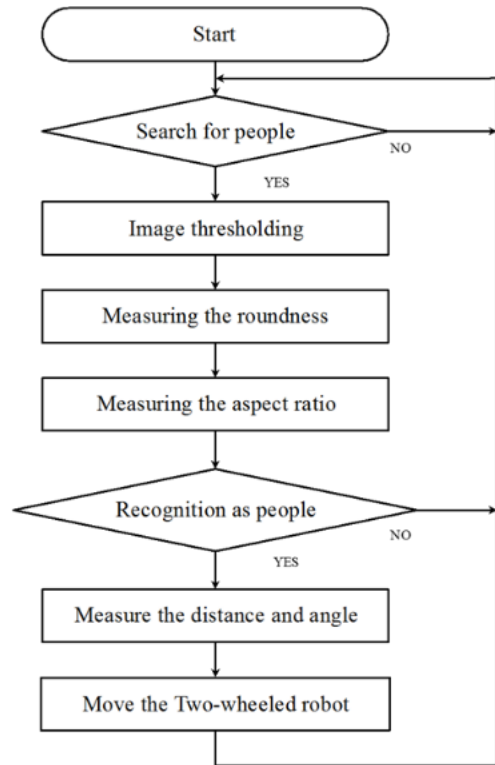 Start
Search for people
NO
YES
Image thresholding
Measuring the roundness
Measuring the aspect ratio
Recognition as people
NO
YES
Measure the distance and angle
Move the Two-wheeled robot